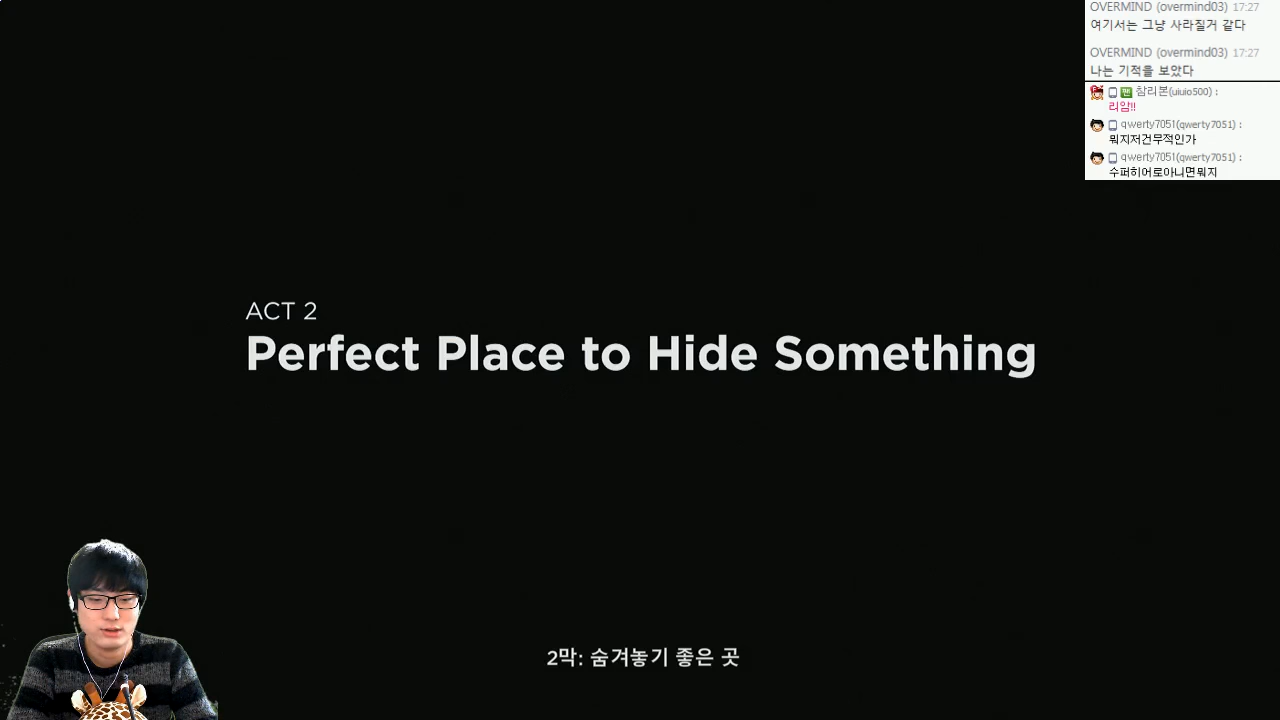 OVERMIND (overmind03) 17:27
여기서는 그냥 사라질거 같다
OVERMIND (overmind03) 17:27
나는 기적을 보았다
팬 참리본(uiuio500) :
리암!!
qwerty7051(qwerty7051) :
뭐지저건무적인가
qwerty7051(qwerty7051) :
수퍼히어로아니면뭐지
ACT 2
Perfect Place to Hide Something
2막: 숨겨놓기 좋은 곳